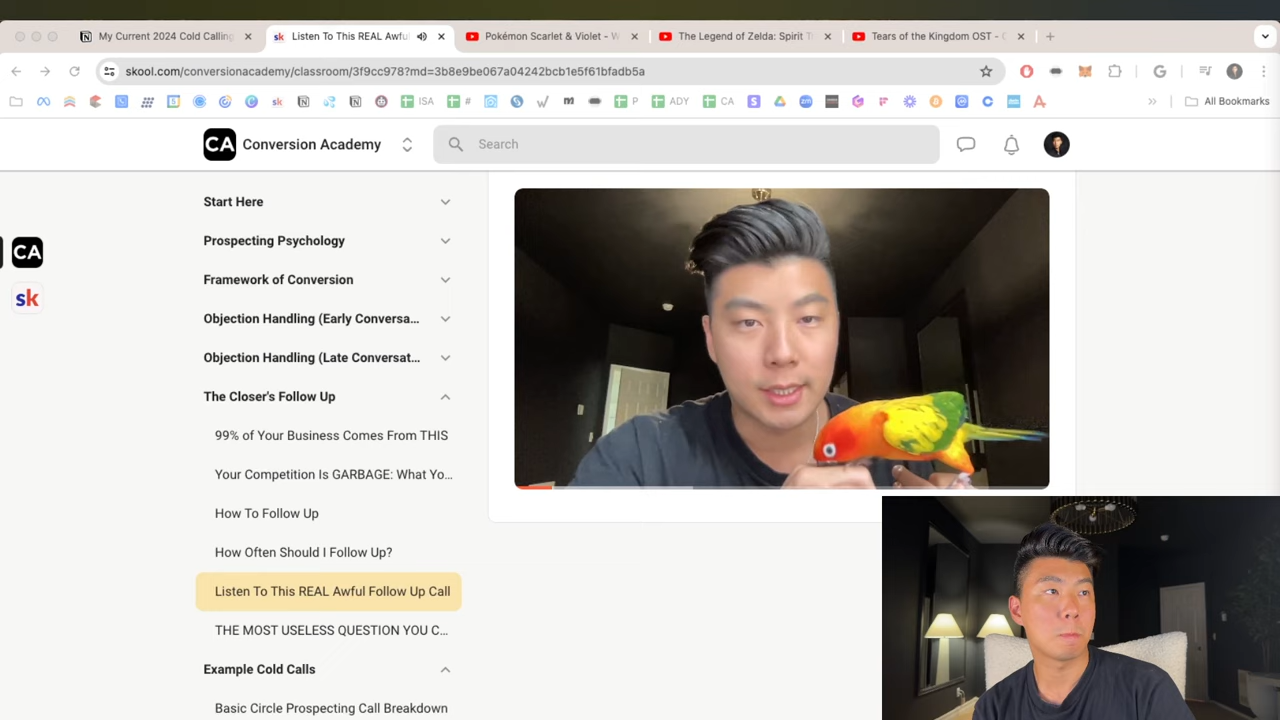 My Current 2024 Cold Calling
Listen To This REAL Awful
Pokémon Scarlet & Violet - W
The Legend of Zelda: Spirit T
Tears of the Kingdom OST - C
skool.com/conversionacademy/classroom/3f9cc978?md=3b8e9be067a04242bcb1e5f61bfadb5a
sk
ISA
#
P
ADY
CA
All Bookmarks
CA Conversion Academy
Search
Start Here
Prospecting Psychology
CA
Framework of Conversion
sk
Objection Handling (Early Conversa...
Objection Handling (Late Conversat...
The Closer's Follow Up
99% of Your Business Comes From THIS
Your Competition Is GARBAGE: What Yo...
How To Follow Up
How Often Should I Follow Up?
Listen To This REAL Awful Follow Up Call
THE MOST USELESS QUESTION YOU C...
Example Cold Calls
Basic Circle Prospecting Call Breakdown